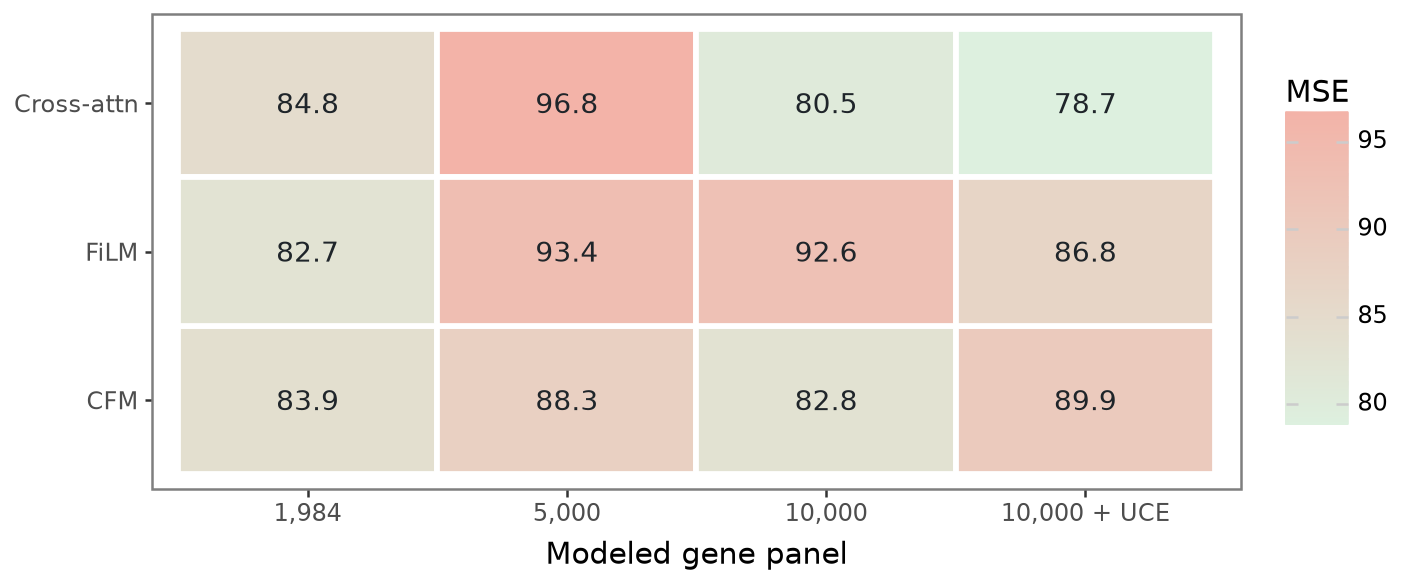 Cross-attn 84.8 96.8 80.5 78.7
FiLM 82.7 93.4 92.6 86.8
CFM 83.9 88.3 82.8 89.9
1,984 5,000 10,000 10,000 + UCE
Modeled gene panel
MSE
95
90
85
80